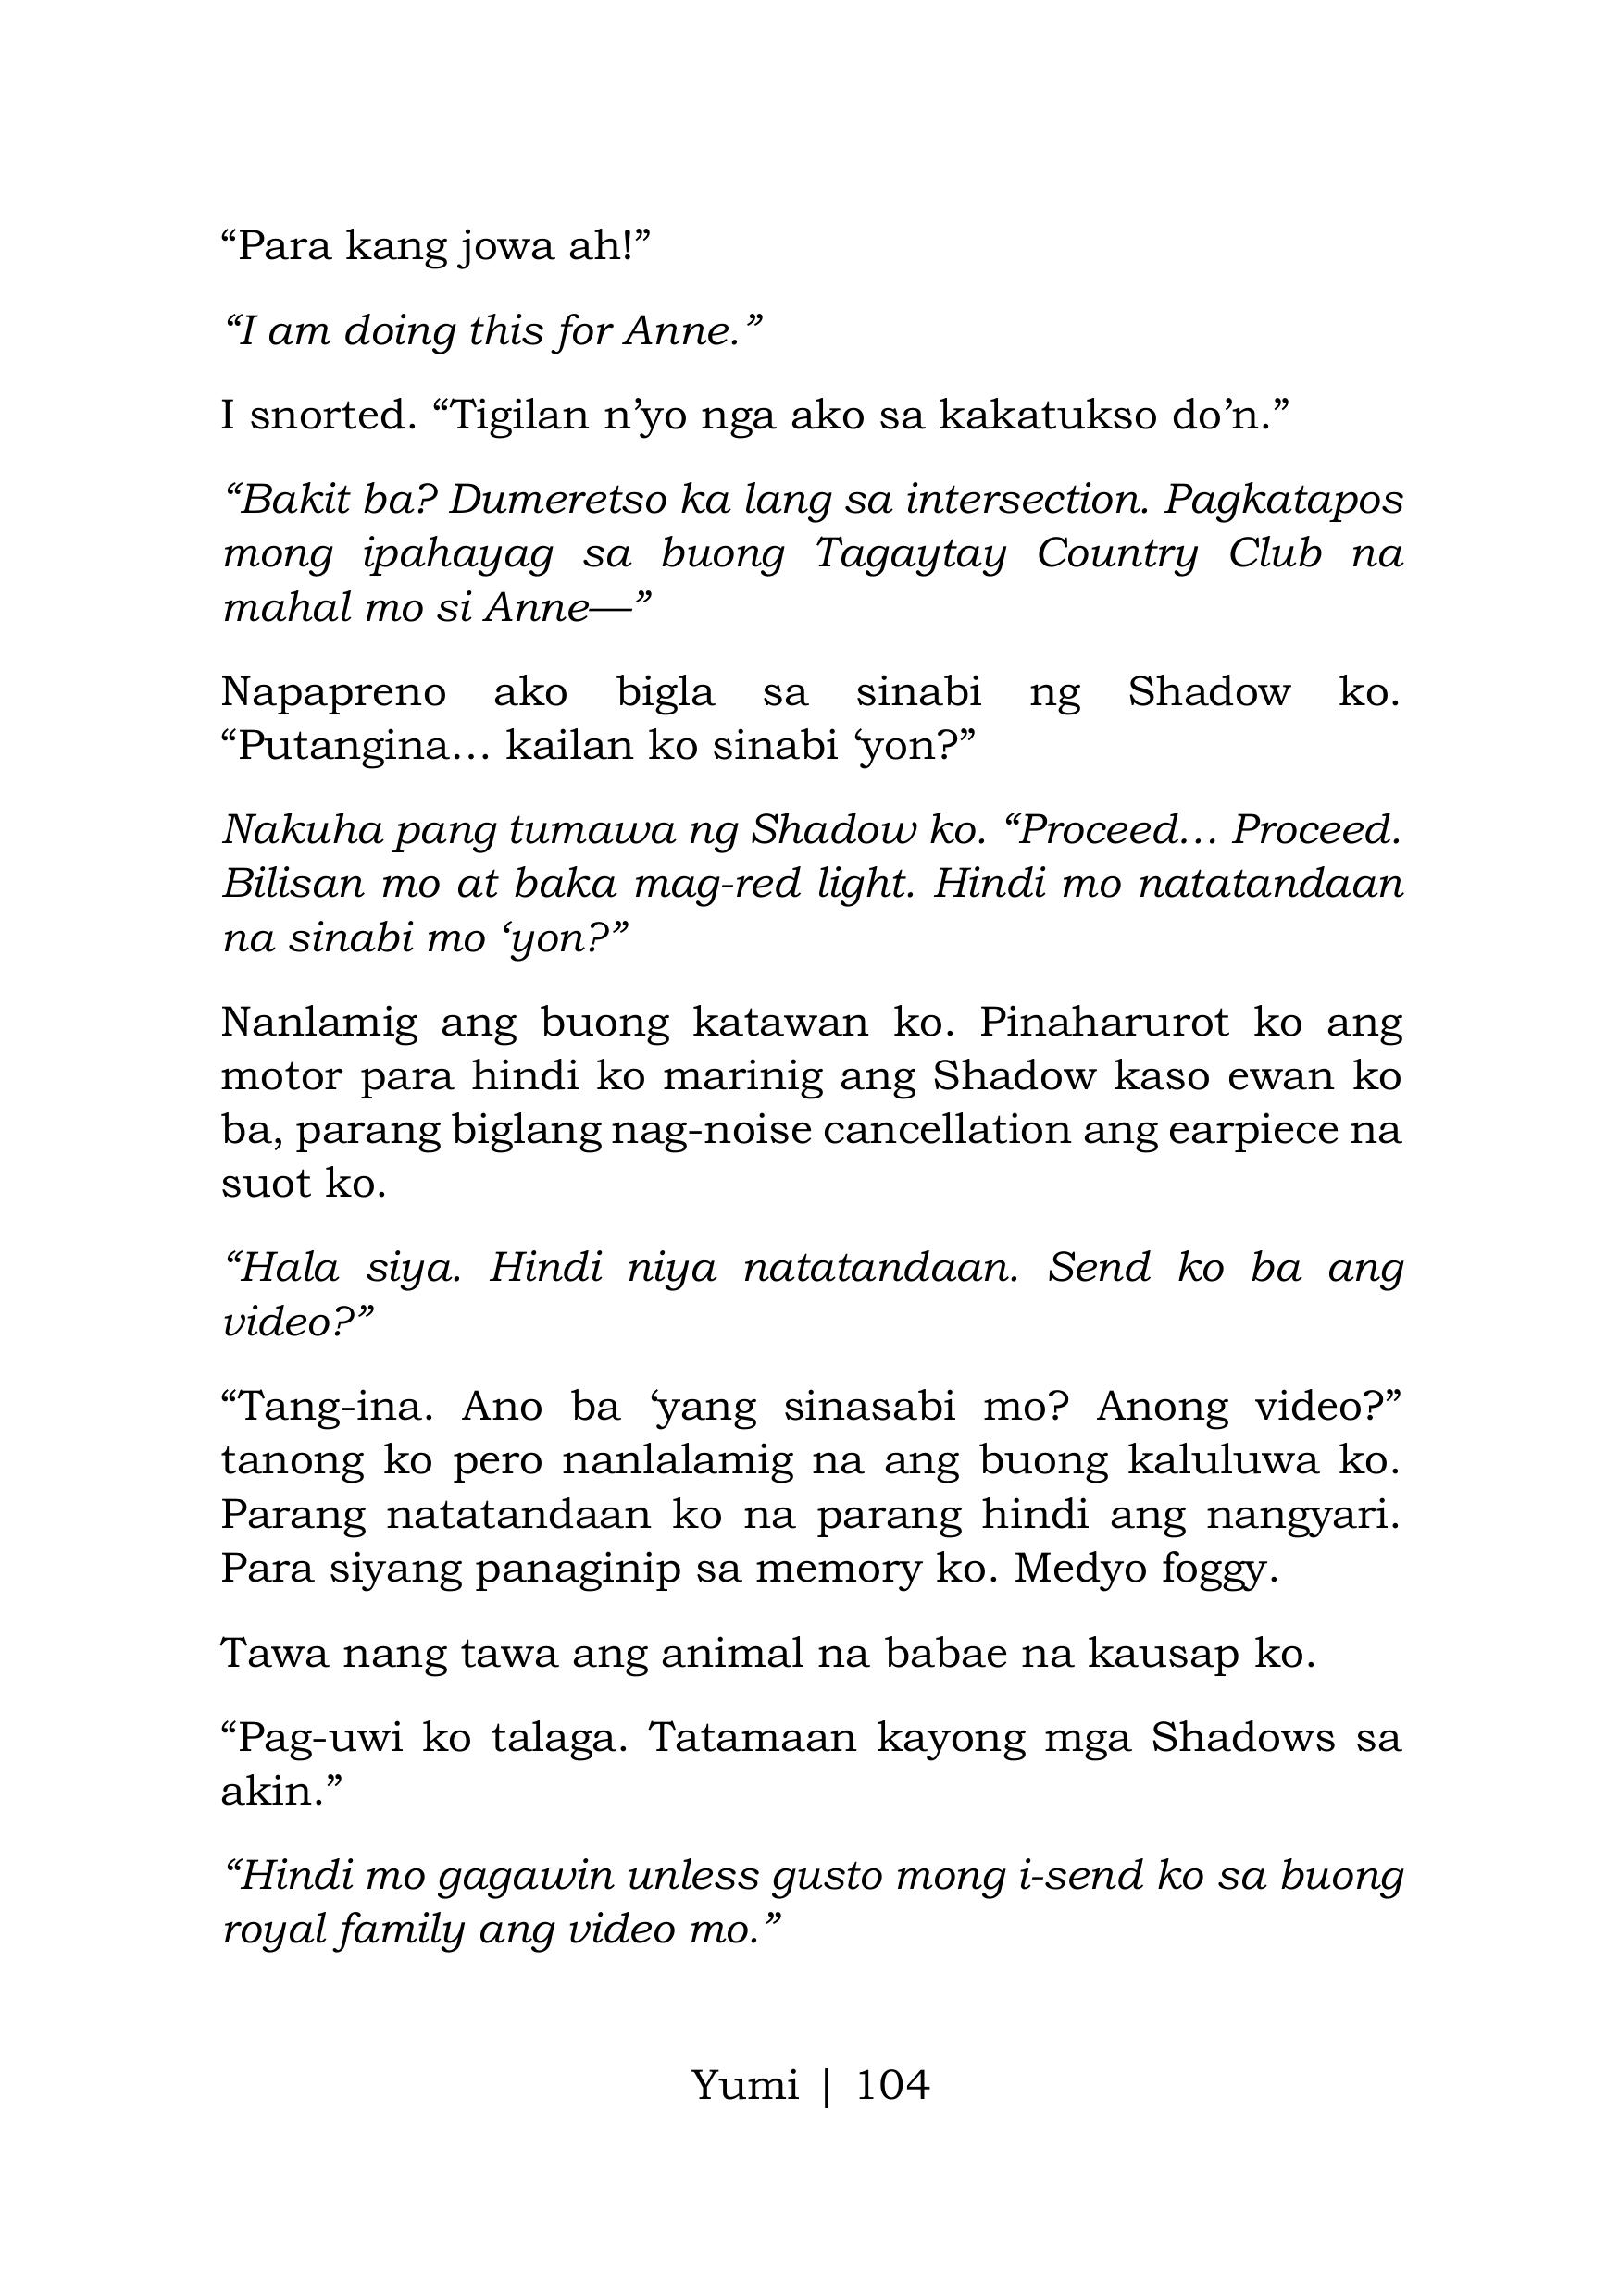 “Para kang jowa ah!”
“I am doing this for Anne.”
I snorted. “Tigilan n’yo nga ako sa kakatukso do’n.”
“Bakit ba? Dumeretso ka lang sa intersection. Pagkatapos
mong ipahayag sa buong Tagaytay Country Club na
mahal mo si Anne—”
Napapreno ako bigla sa sinabi ng Shadow ko.
“Putangina… kailan ko sinabi ‘yon?”
Nakuha pang tumawa ng Shadow ko. “Proceed… Proceed.
Bilisan mo at baka mag-red light. Hindi mo natatandaan
na sinabi mo ‘yon?”
Nanlamig ang buong katawan ko. Pinaharurot ko ang
motor para hindi ko marinig ang Shadow kaso ewan ko
ba, parang biglang nag-noise cancellation ang earpiece na
suot ko.
“Hala siya. Hindi niya natatandaan. Send ko ba ang
video?”
“Tang-ina. Ano ba ‘yang sinasabi mo? Anong video?”
tanong ko pero nanlalamig na ang buong kaluluwa ko.
Parang natatandaan ko na parang hindi ang nangyari.
Para siyang panaginip sa memory ko. Medyo foggy.
Tawa nang tawa ang animal na babae na kausap ko.
“Pag-uwi ko talaga. Tatamaan kayong mga Shadows sa
akin.”
“Hindi mo gagawin unless gusto mong i-send ko sa buong
royal family ang video mo.”
Yumi | 104